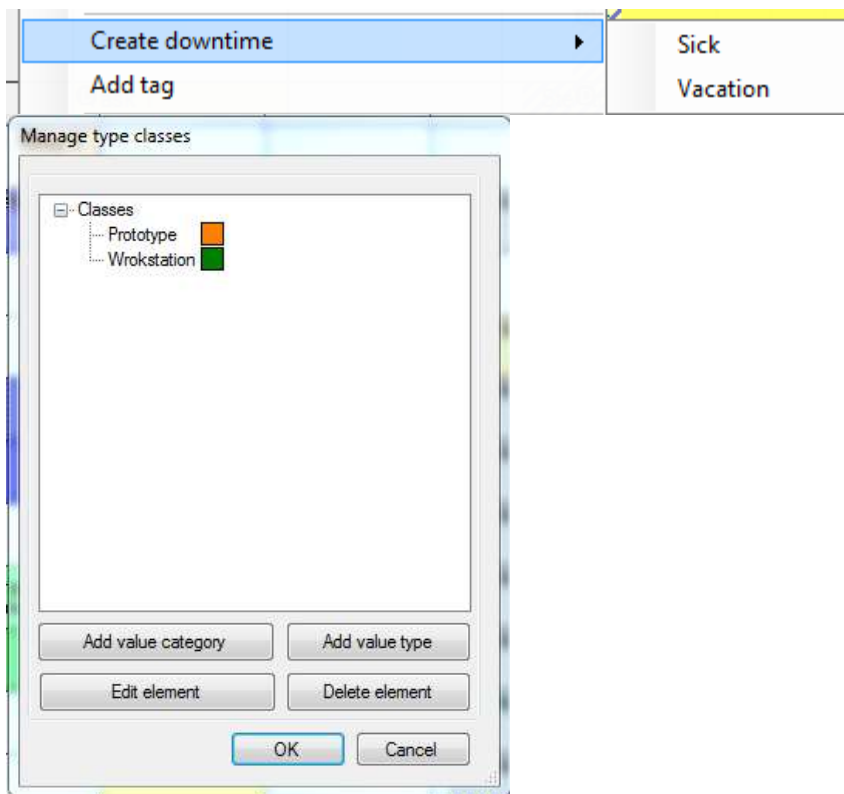 Create downtime
Sick
Add tag
Vacation
Manage type classes
Classes
Prototype
Wrokstation
Add value category
Add value type
Edit element
Delete element
OK
Cancel